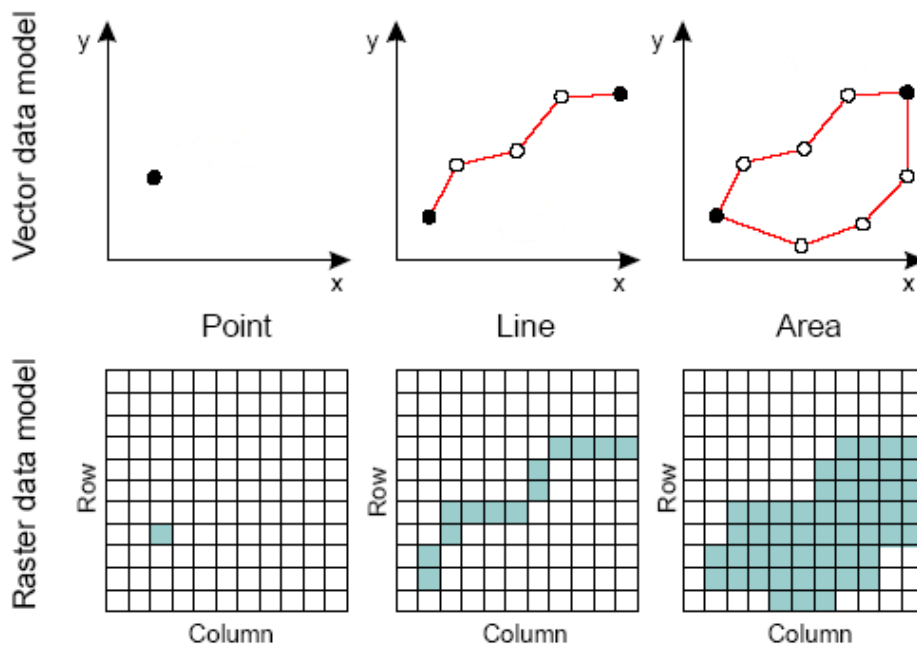 Vector data model
y
x
y
x
y
x
Point
Line
Area
Raster data model
Row
Column
Row
Column
Row
Column